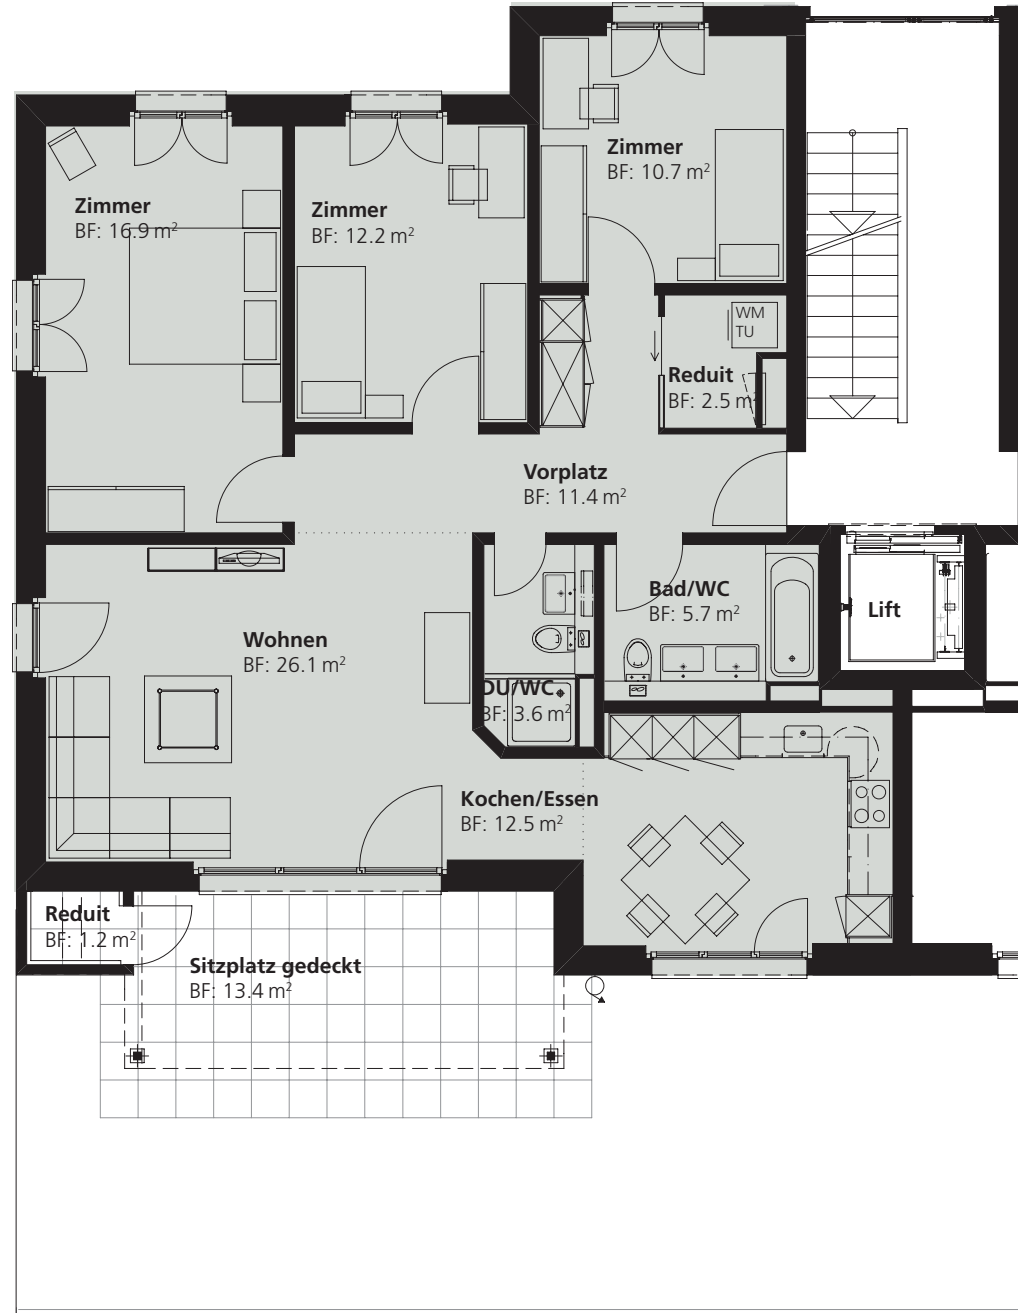 Zimmer
BF: 10.7 m²
Zimmer
BF: 16.9 m²
Zimmer
BF: 12.2 m²
WM
TU
Reduit
BF: 2.5 m²
Vorplatz
BF: 11.4 m²
Bad/WC
BF: 5.7 m²
Lift
Wohnen
BF: 26.1 m²
DU/WC
BF: 3.6 m²
Kochen/Essen
BF: 12.5 m²
Reduit
BF: 1.2 m²
Sitzplatz gedeckt
BF: 13.4 m²